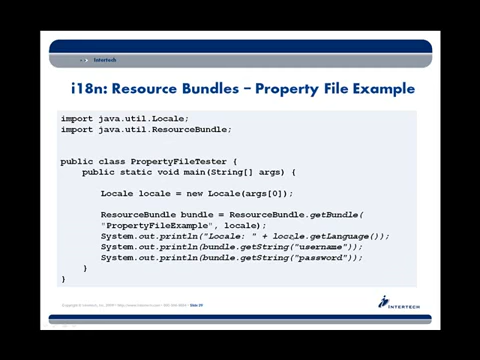 Intertech
i18n: Resource Bundles – Property File Example
import java.util.Locale;
import java.util.ResourceBundle;
public class PropertyFileTester {
public static void main(String[] args) {
Locale locale = new Locale(args[0]);
ResourceBundle bundle = ResourceBundle.getBundle(
"PropertyFileExample", locale);
System.out.println("Locale: " + locale.getLanguage());
System.out.println(bundle.getString("username"));
System.out.println(bundle.getString("password"));
}
}
INTERTECH